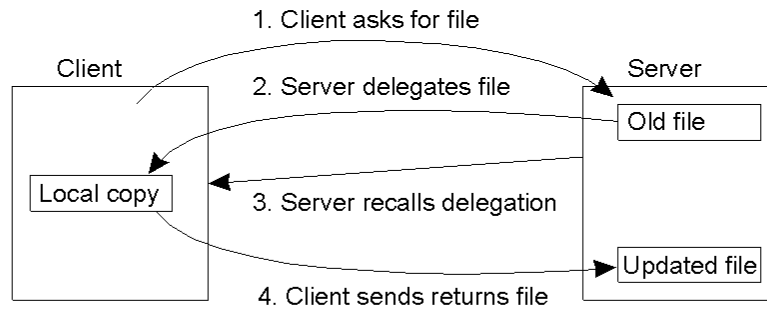 1. Client asks for file
Client
Server
2. Server delegates file
Old file
Local copy
3. Server recalls delegation
Updated file
4. Client sends returns file